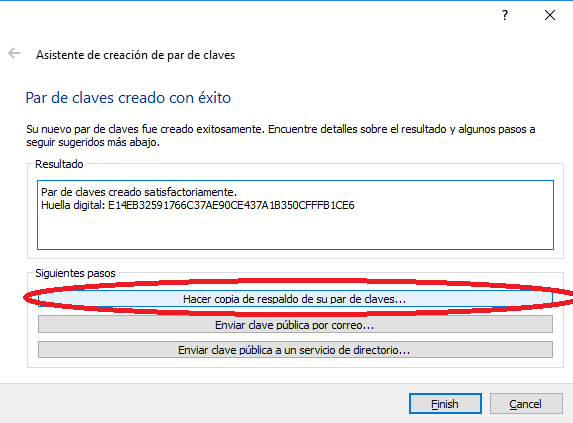 ?
Asistente de creación de par de claves
Par de claves creado con éxito
Su nuevo par de claves fue creado exitosamente. Encuentre detalles sobre el resultado y algunos pasos a
seguir sugeridos más abajo.
Resultado
Par de claves creado satisfactoriamente.
Huella digital: E14EB32591766C37AE90CE437A1B350CFFFB1CE6
Siguientes pasos
Hacer copia de respaldo de su par de claves...
Enviar clave pública por correo...
Enviar clave pública a un servicio de directorio...
Finish Cancel